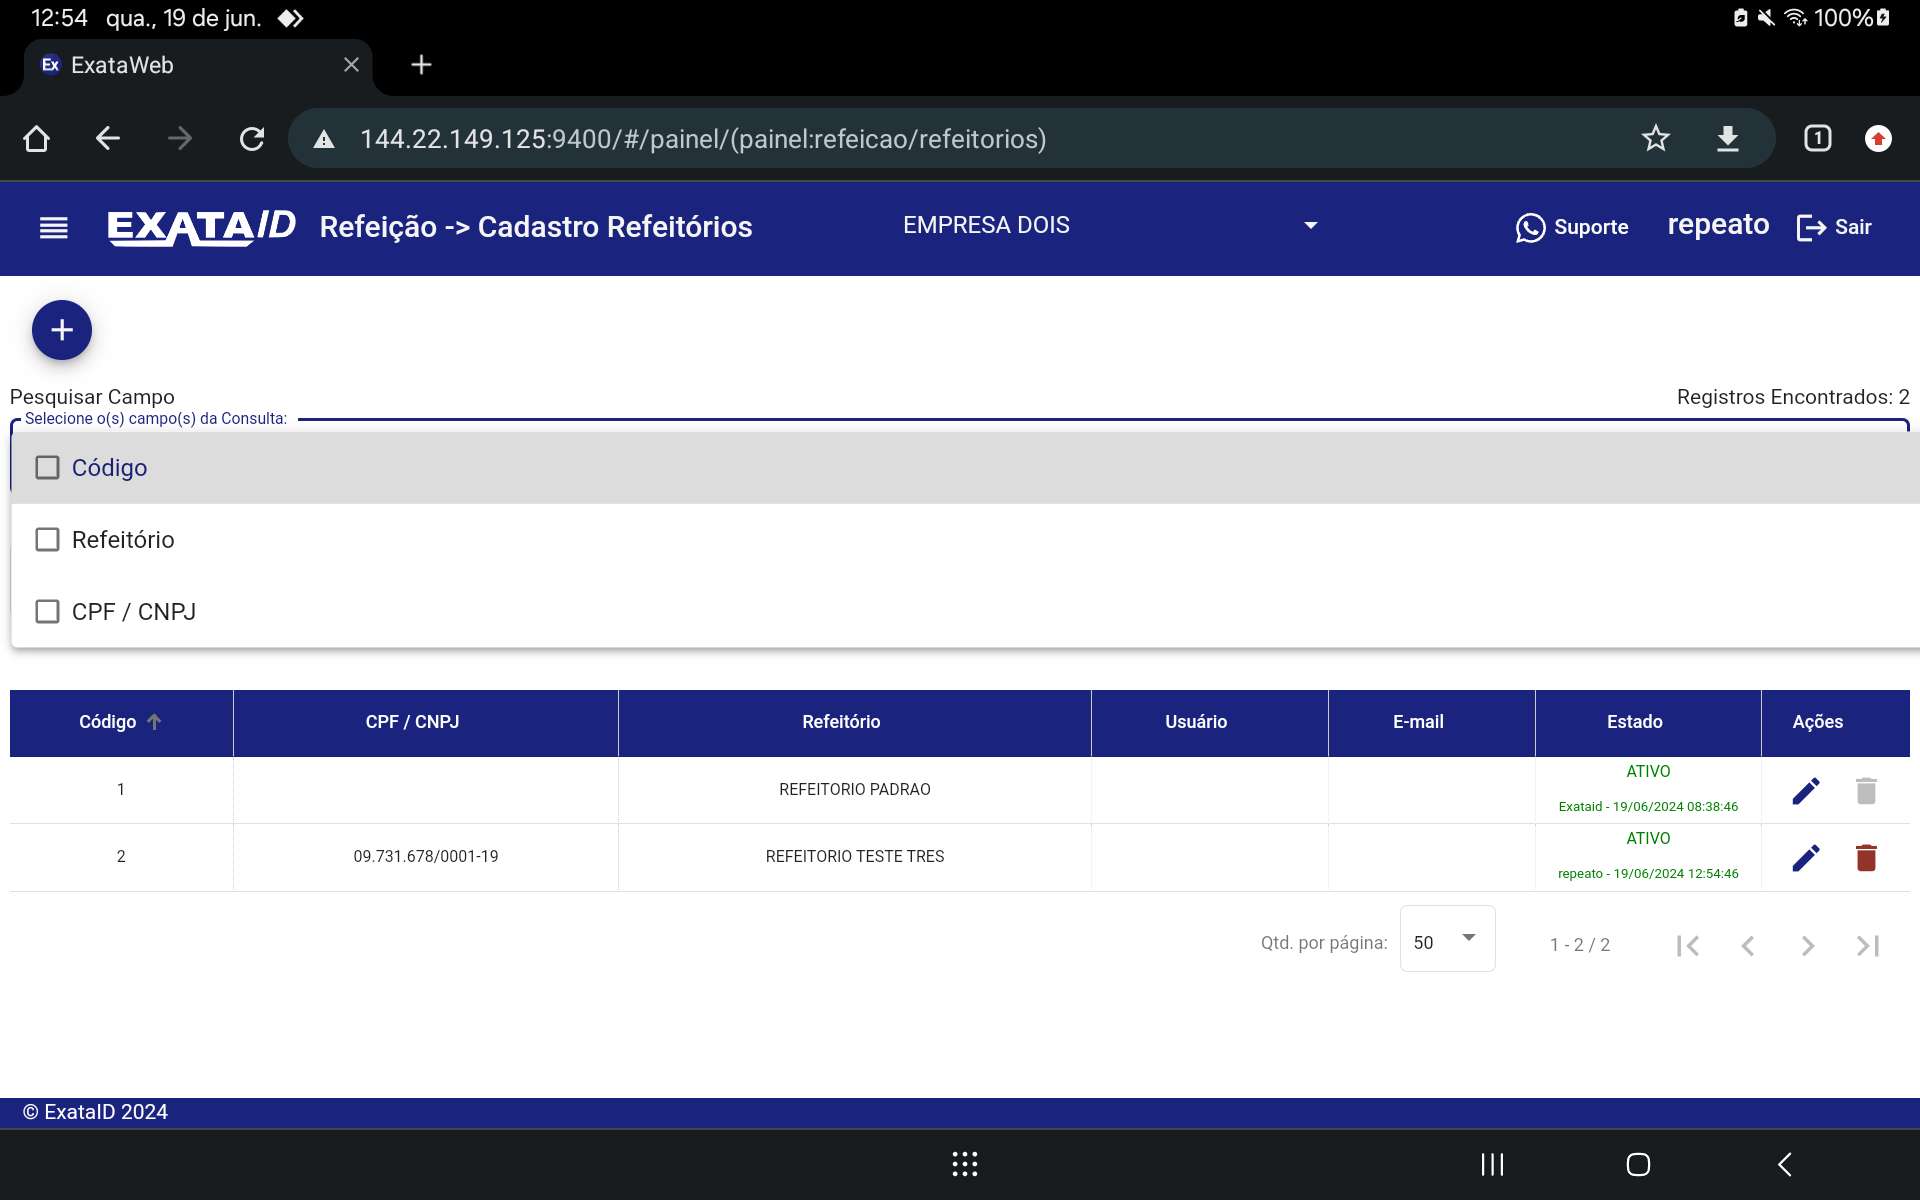 12:54 qua., 19 de jun. 100%
Ex ExataWeb
144.22.149.125:9400/#/painel/(painel:refeicao/refeitorios) 1
EXATAID Refeição -> Cadastro Refeitórios EMPRESA DOIS Suporte repeato Sair
Pesquisar Campo Registros Encontrados: 2
Selecione o(s) campo(s) da Consulta:
Código
Refeitório
CPF / CNPJ
Código CPF / CNPJ Refeitório Usuário E-mail Estado Ações
1 REFEITORIO PADRAO ATIVO
Exataid - 19/06/2024 08:38:46
2 09.731.678/0001-19 REFEITORIO TESTE TRES ATIVO
repeato - 19/06/2024 12:54:46
Qtd. por página: 50 1 - 2 / 2
© ExataID 2024